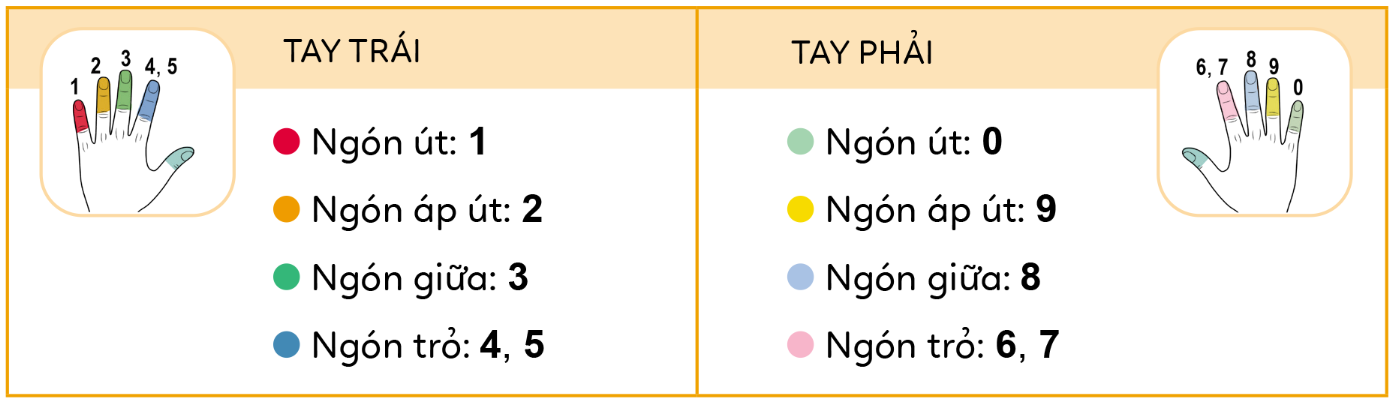 TAY TRÁI
1
2
3
4, 5
Ngón út: 1
Ngón áp út: 2
Ngón giữa: 3
Ngón trỏ: 4, 5
TAY PHẢI
6, 7
8
9
0
Ngón út: 0
Ngón áp út: 9
Ngón giữa: 8
Ngón trỏ: 6, 7